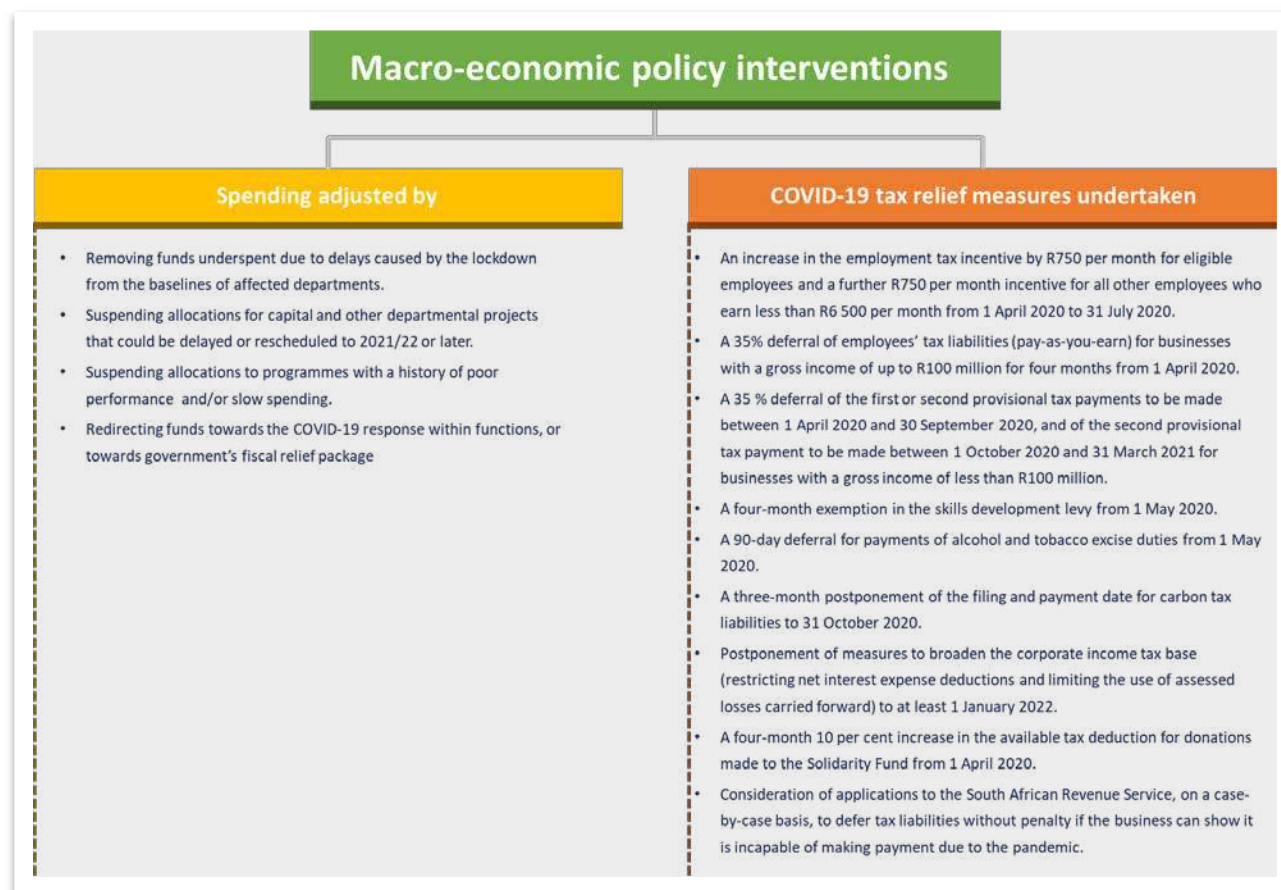 Macro-economic policy interventions
Spending adjusted by
• Removing funds underspent due to delays caused by the lockdown
from the baselines of affected departments.
• Suspending allocations for capital and other departmental projects
that could be delayed or rescheduled to 2021/22 or later.
• Suspending allocations to programmes with a history of poor
performance and/or slow spending.
• Redirecting funds towards the COVID-19 response within functions, or
towards government's fiscal relief package
COVID-19 tax relief measures undertaken
• An increase in the employment tax incentive by R750 per month for eligible
employees and a further R750 per month incentive for all other employees who
earn less than R6 500 per month from 1 April 2020 to 31 July 2020.
• A 35% deferral of employees' tax liabilities (pay-as-you-earn) for businesses
with a gross income of up to R100 million for four months from 1 April 2020.
• A 35 % deferral of the first or second provisional tax payments to be made
between 1 April 2020 and 30 September 2020, and of the second provisional
tax payment to be made between 1 October 2020 and 31 March 2021 for
businesses with a gross income of less than R100 million.
• A four-month exemption in the skills development levy from 1 May 2020.
• A 90-day deferral for payments of alcohol and tobacco excise duties from 1 May
2020.
• A three-month postponement of the filing and payment date for carbon tax
liabilities to 31 October 2020.
• Postponement of measures to broaden the corporate income tax base
(restricting net interest expense deductions and limiting the use of assessed
losses carried forward) to at least 1 January 2022.
• A four-month 10 per cent increase in the available tax deduction for donations
made to the Solidarity Fund from 1 April 2020.
• Consideration of applications to the South African Revenue Service, on a case-
by-case basis, to defer tax liabilities without penalty if the business can show it
is incapable of making payment due to the pandemic.